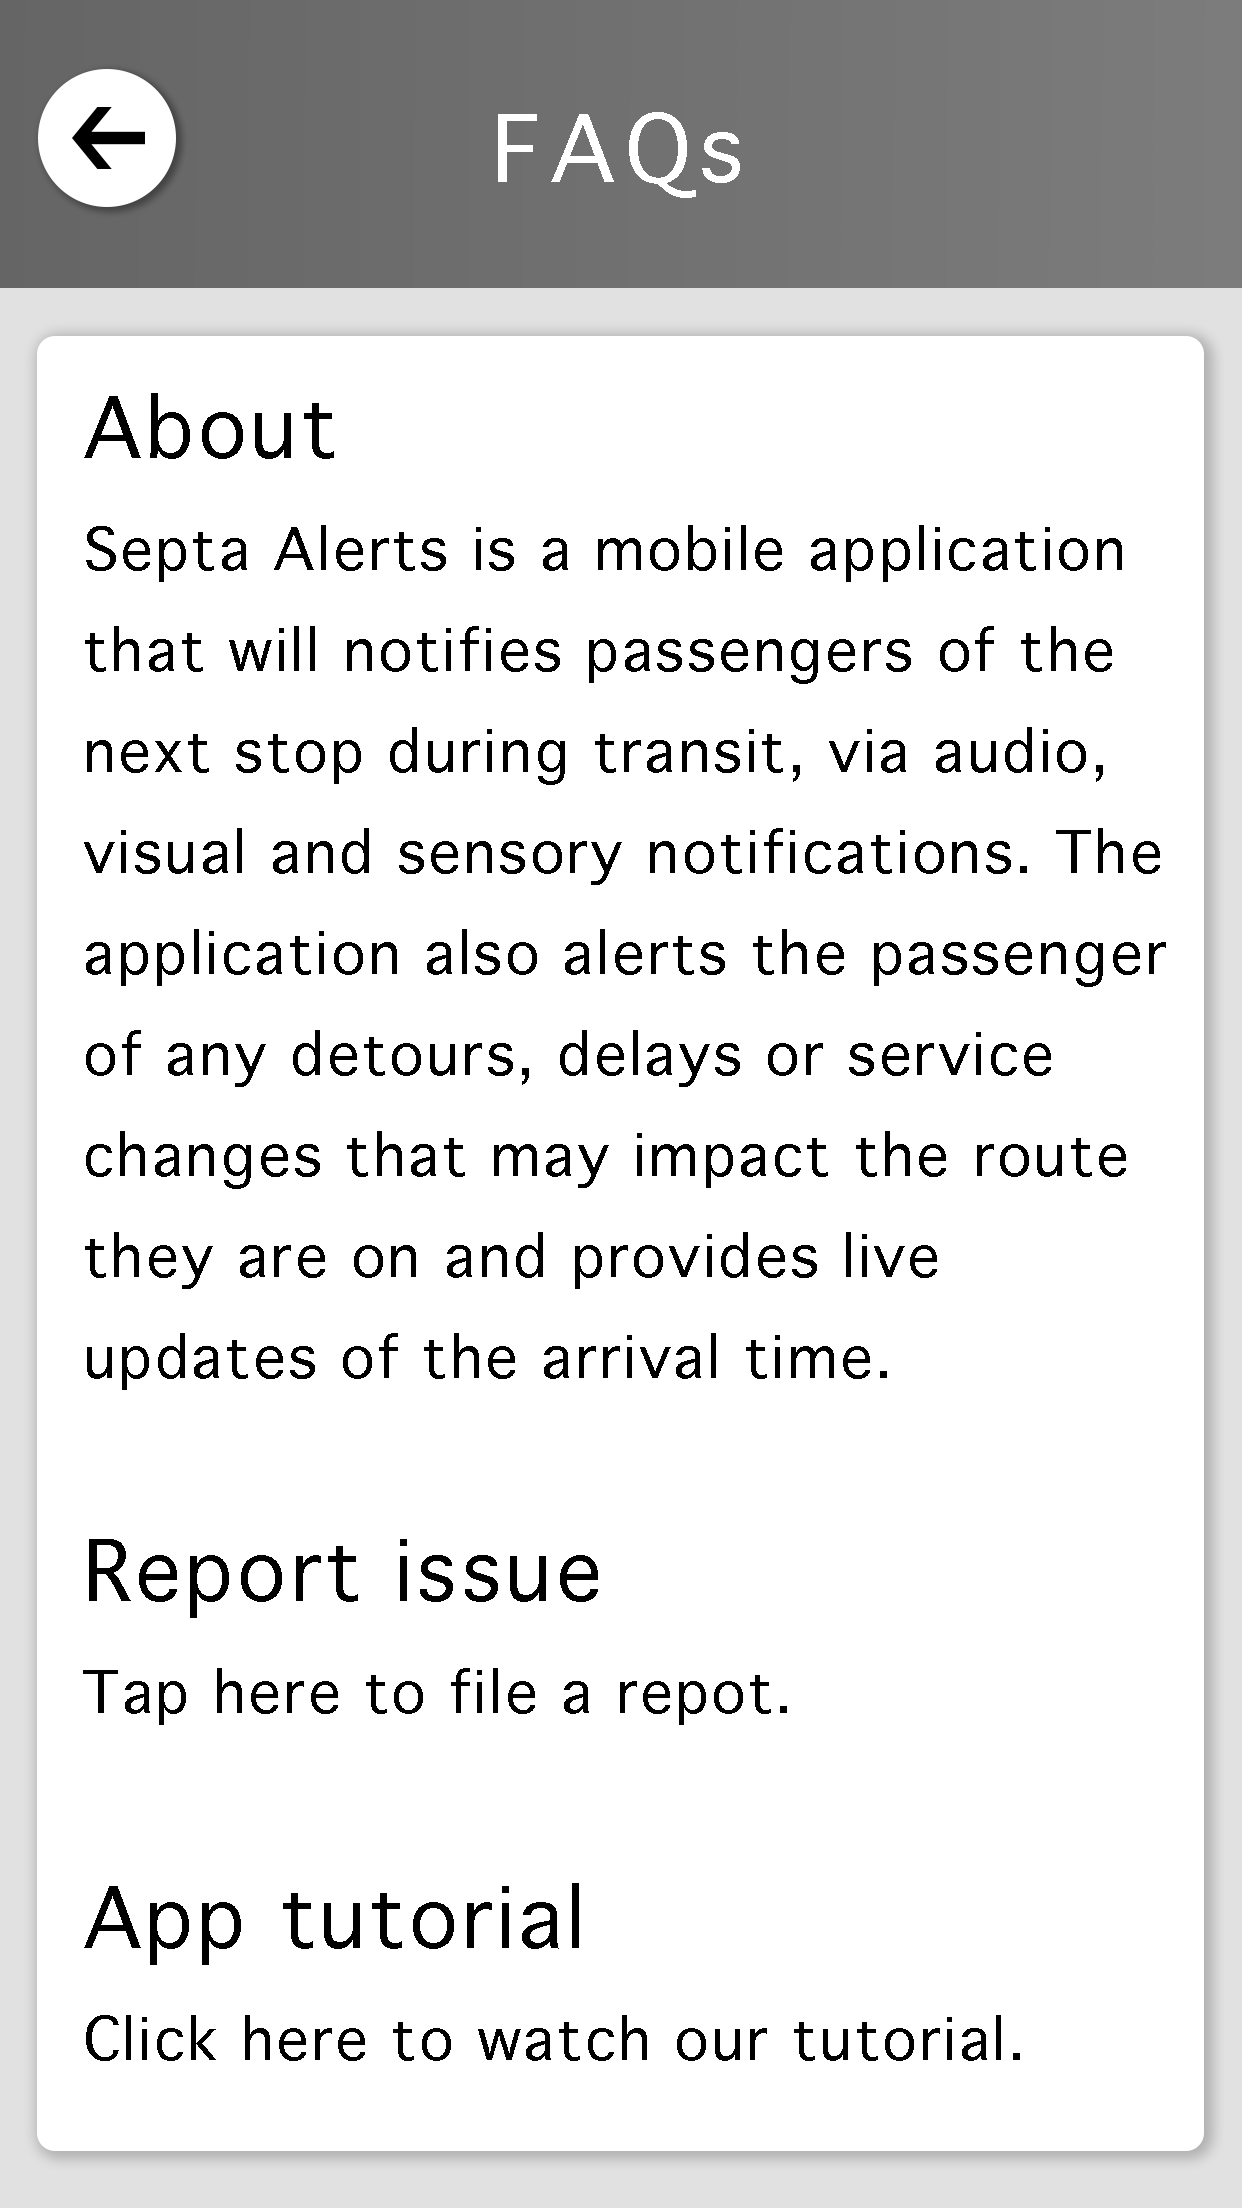 FAQs
About
Septa Alerts is a mobile application
that will notifies passengers of the
next stop during transit, via audio,
visual and sensory notifications. The
application also alerts the passenger
of any detours, delays or service
changes that may impact the route
they are on and provides live
updates of the arrival time.
Report issue
Tap here to file a repot.
App tutorial
Click here to watch our tutorial.